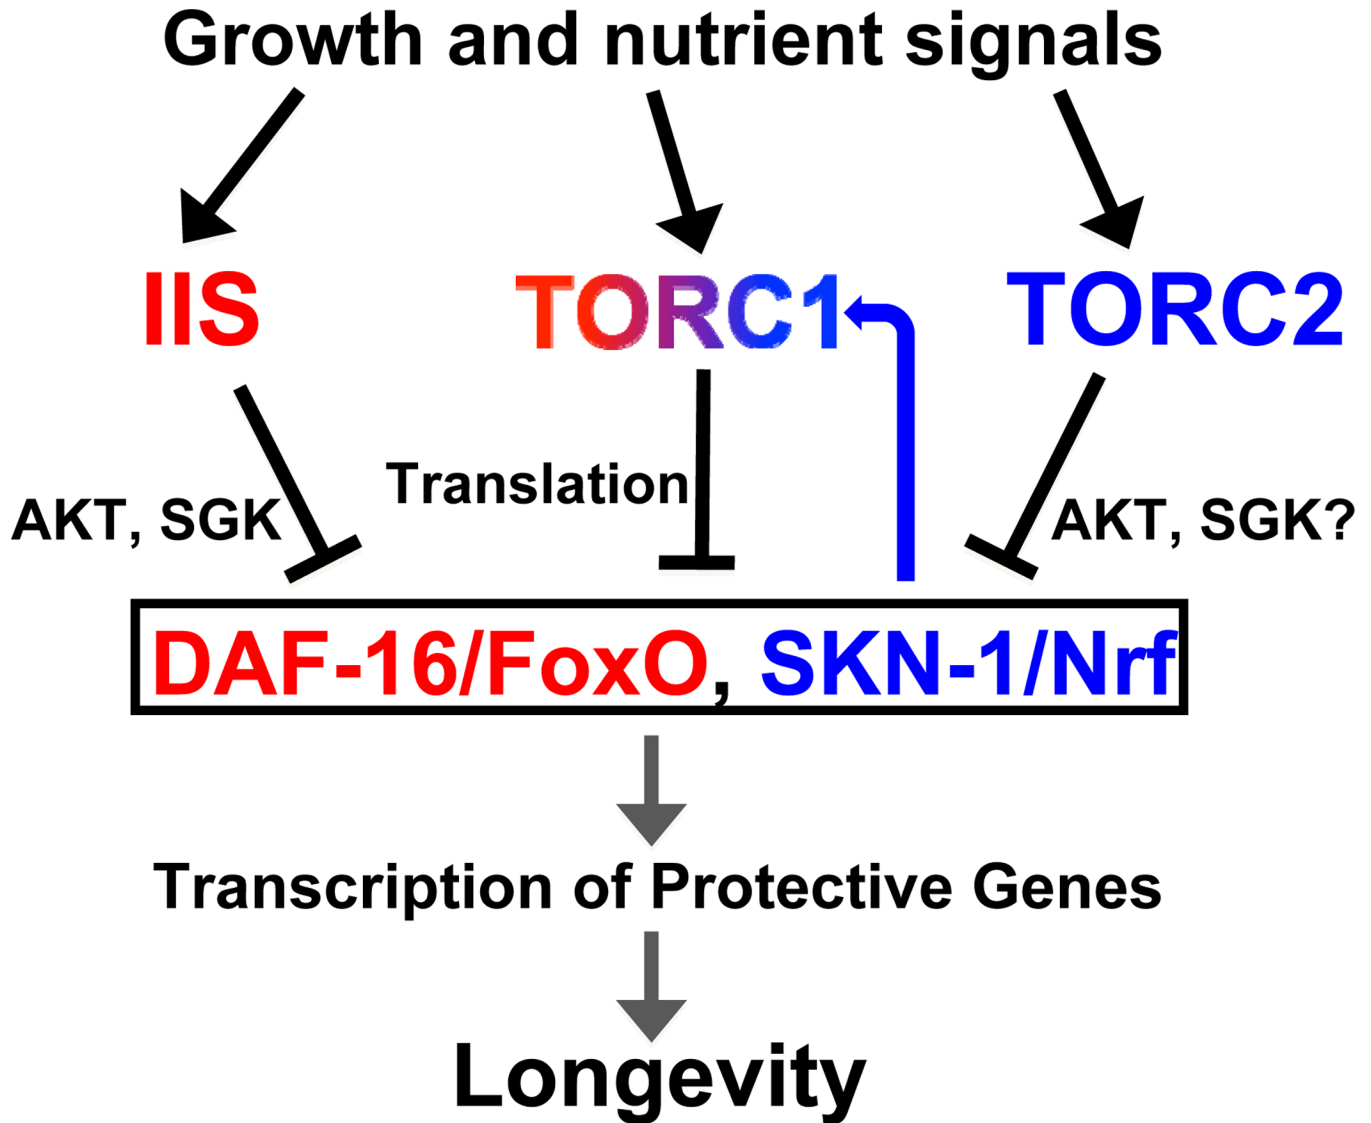 Growth and nutrient signals
IIS
TORC1
TORC2
Translation
AKT, SGK
AKT, SGK?
DAF-16/FoxO, SKN-1/Nrf
Transcription of Protective Genes
Longevity